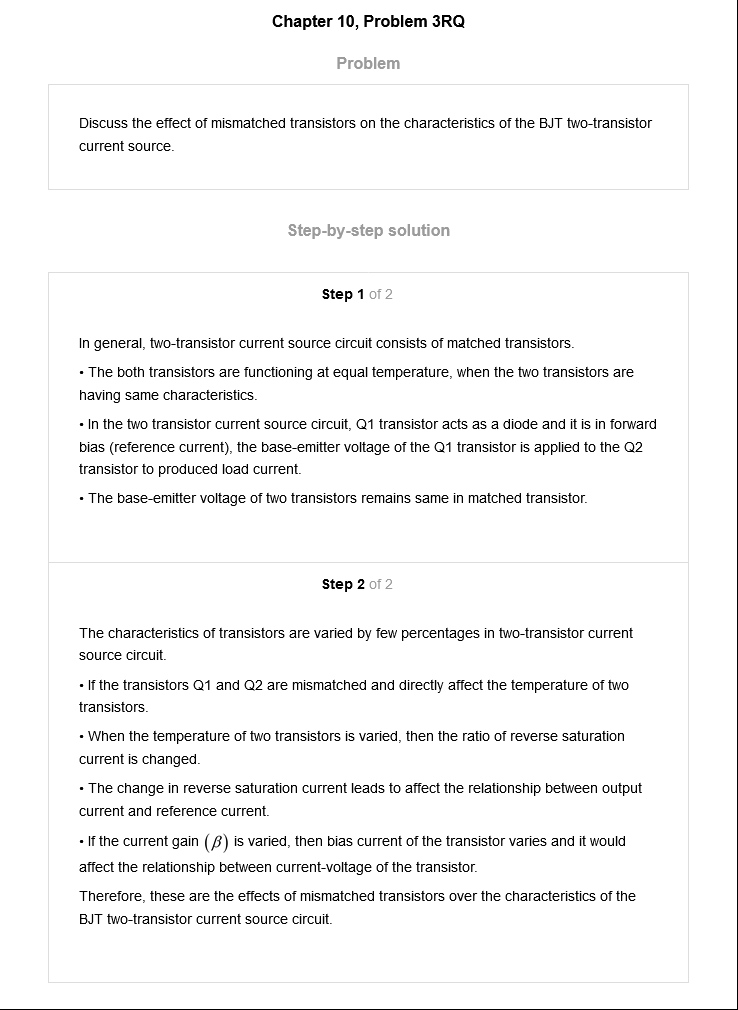 Chapter 10, Problem 3RQ
Problem
Discuss the effect of mismatched transistors on the characteristics of the BJT two-transistor
current source.
Step-by-step solution
Step 1 of 2
In general, two-transistor current source circuit consists of matched transistors.
• The both transistors are functioning at equal temperature, when the two transistors are
having same characteristics.
• In the two transistor current source circuit, Q1 transistor acts as a diode and it is in forward
bias (reference current), the base-emitter voltage of the Q1 transistor is applied to the Q2
transistor to produced load current.
• The base-emitter voltage of two transistors remains same in matched transistor.
Step 2 of 2
The characteristics of transistors are varied by few percentages in two-transistor current
source circuit.
• If the transistors Q1 and Q2 are mismatched and directly affect the temperature of two
transistors.
• When the temperature of two transistors is varied, then the ratio of reverse saturation
current is changed.
• The change in reverse saturation current leads to affect the relationship between output
current and reference current.
• If the current gain (β) is varied, then bias current of the transistor varies and it would
affect the relationship between current-voltage of the transistor.
Therefore, these are the effects of mismatched transistors over the characteristics of the
BJT two-transistor current source circuit.